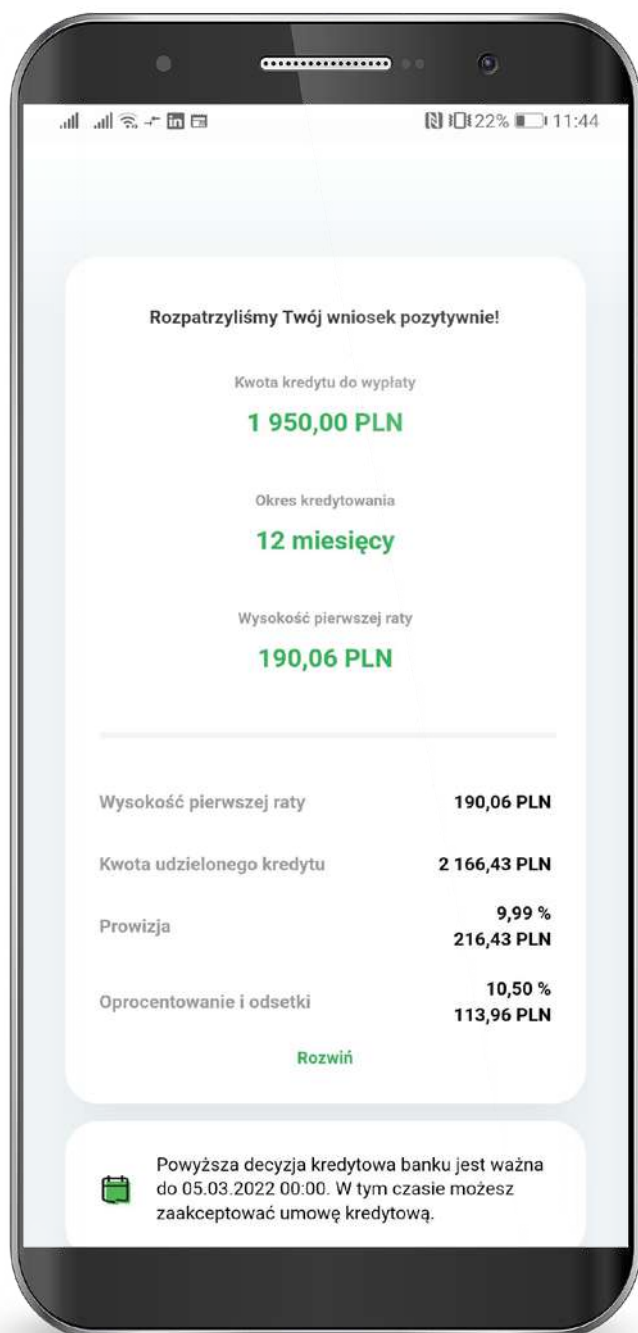 22% 11:44
Rozpatrzyliśmy Twój wniosek pozytywnie!
Kwota kredytu do wypłaty
1 950,00 PLN
Okres kredytowania
12 miesięcy
Wysokość pierwszej raty
190,06 PLN
Wysokość pierwszej raty 190,06 PLN
Kwota udzielonego kredytu 2 166,43 PLN
Prowizja 9,99 %
216,43 PLN
Oprocentowanie i odsetki 10,50 %
113,96 PLN
Rozwiń
Powyższa decyzja kredytowa banku jest ważna
do 05.03.2022 00:00. W tym czasie możesz
zaakceptować umowę kredytową.